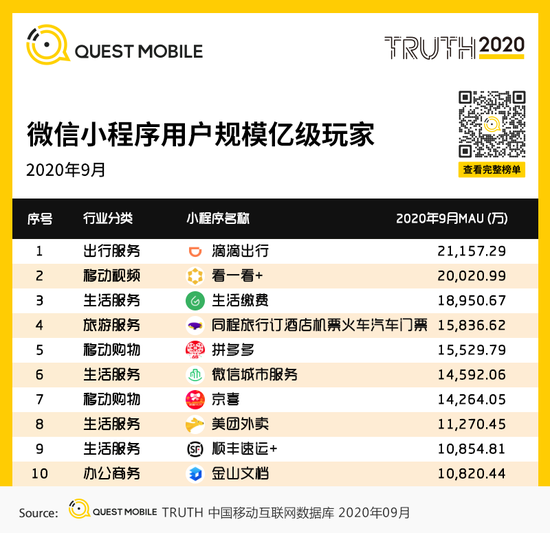 QUEST MOBILE
TRUTH 2020
微信小程序用户规模亿级玩家
2020年9月
查看完整榜单
序号 行业分类 小程序名称 2020年9月MAU (万)
1 出行服务 滴滴出行 21,157.29
2 移动视频 看一看+ 20,020.99
3 生活服务 生活缴费 18,950.67
4 旅游服务 同程旅行订酒店机票火车汽车门票 15,836.62
5 移动购物 拼多多 15,529.79
6 生活服务 微信城市服务 14,592.06
7 移动购物 京喜 14,264.05
8 生活服务 美团外卖 11,270.45
9 生活服务 SF 顺丰速运+ 10,854.81
10 办公商务 金山文档 10,820.44
Source: QUEST MOBILE TRUTH 中国移动互联网数据库 2020年09月